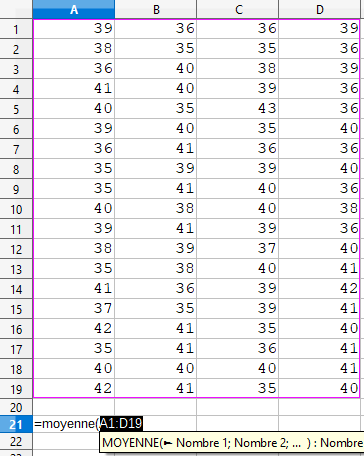 A B C D
1 39 36 36 39
2 38 35 35 36
3 36 40 38 39
4 41 40 39 36
5 40 35 43 36
6 39 40 35 40
7 36 41 36 36
8 35 39 39 40
9 35 41 40 36
10 40 38 40 38
11 39 41 39 36
12 38 39 37 40
13 35 38 40 41
14 41 36 39 42
15 37 35 39 41
16 42 41 35 40
17 35 41 36 41
18 40 40 40 41
19 42 41 35 40
20
21 =moyenne(A1:D19
22 MOYENNE(► Nombre 1; Nombre 2; ... ) : Nombre